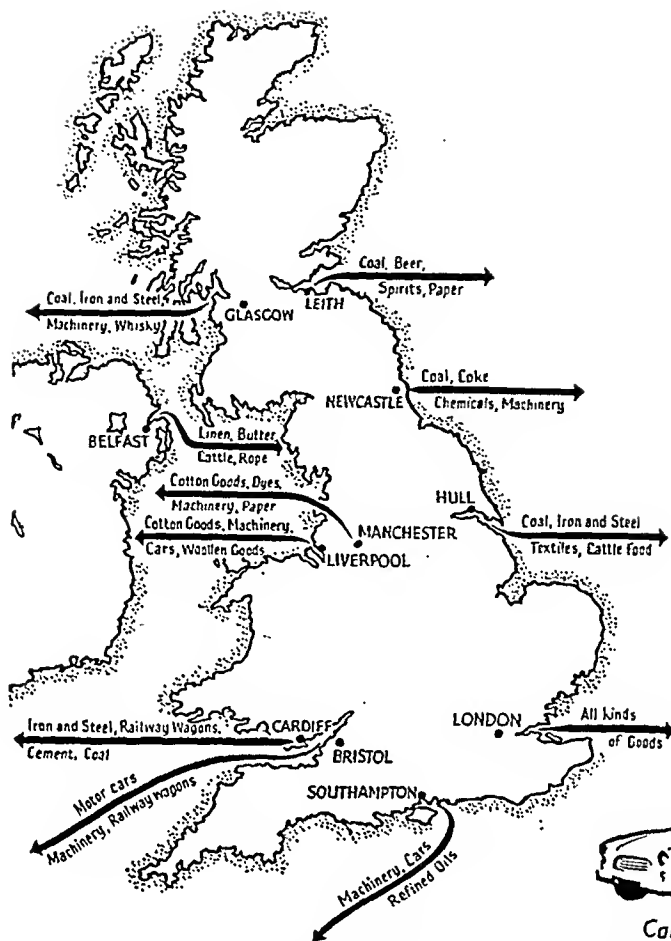 Coal, Beer,
Spirits, Paper
LEITH
Coal, Iron and Steel,
Machinery, Whisky
GLASGOW
NEWCASTLE
Coal, Coke
Chemicals, Machinery
BELFAST
Linen, Butter
Cattle, Rope
Cotton Goods, Dyes,
Machinery, Paper
MANCHESTER
HULL
Coal, Iron and Steel
Textiles, Cattle food
Cotton Goods, Machinery,
Cars, Woollen Goods
LIVERPOOL
Iron and Steel, Railway Wagons,
Cement, Coal
CARDIFF
BRISTOL
LONDON
All kinds
of Goods
Motor cars
Machinery, Railway wagons
SOUTHAMPTON
Machinery, Cars
Refined Oils